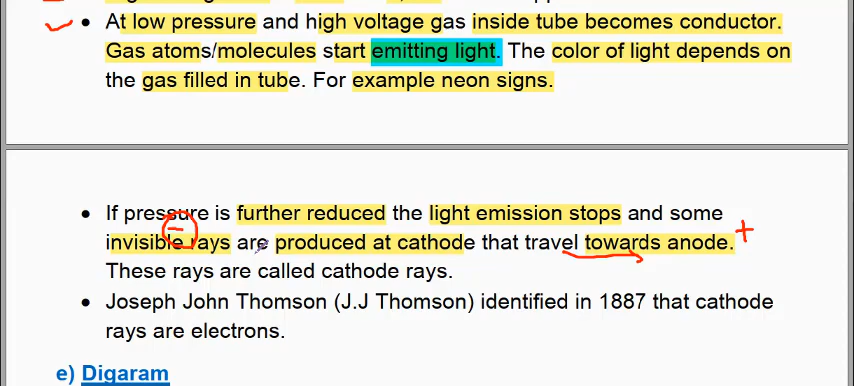 • At low pressure and high voltage gas inside tube becomes conductor.
Gas atoms/molecules start emitting light. The color of light depends on
the gas filled in tube. For example neon signs.
• If pressure is further reduced the light emission stops and some
invisible rays are produced at cathode that travel towards anode. +
These rays are called cathode rays.
• Joseph John Thomson (J.J Thomson) identified in 1887 that cathode
rays are electrons.
e) Digaram